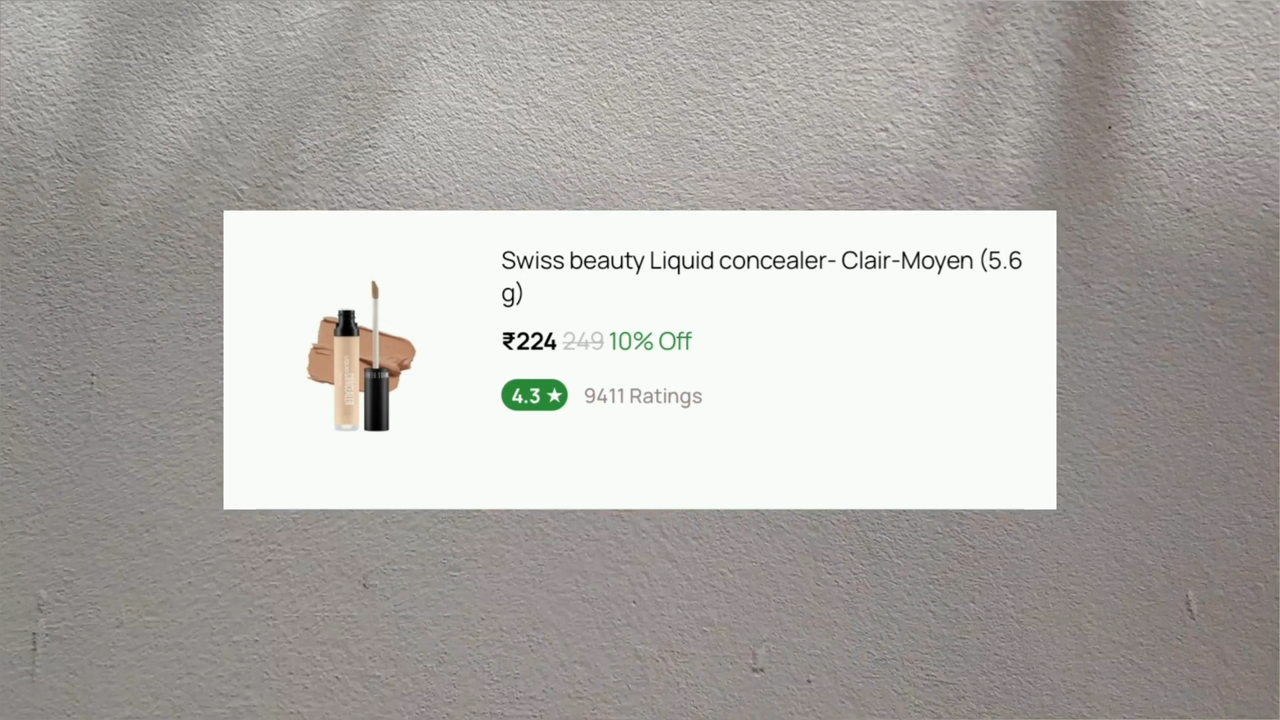 Swiss beauty Liquid concealer- Clair-Moyen (5.6
g)
₹224 249 10% Off
4.3 ★ 9411 Ratings